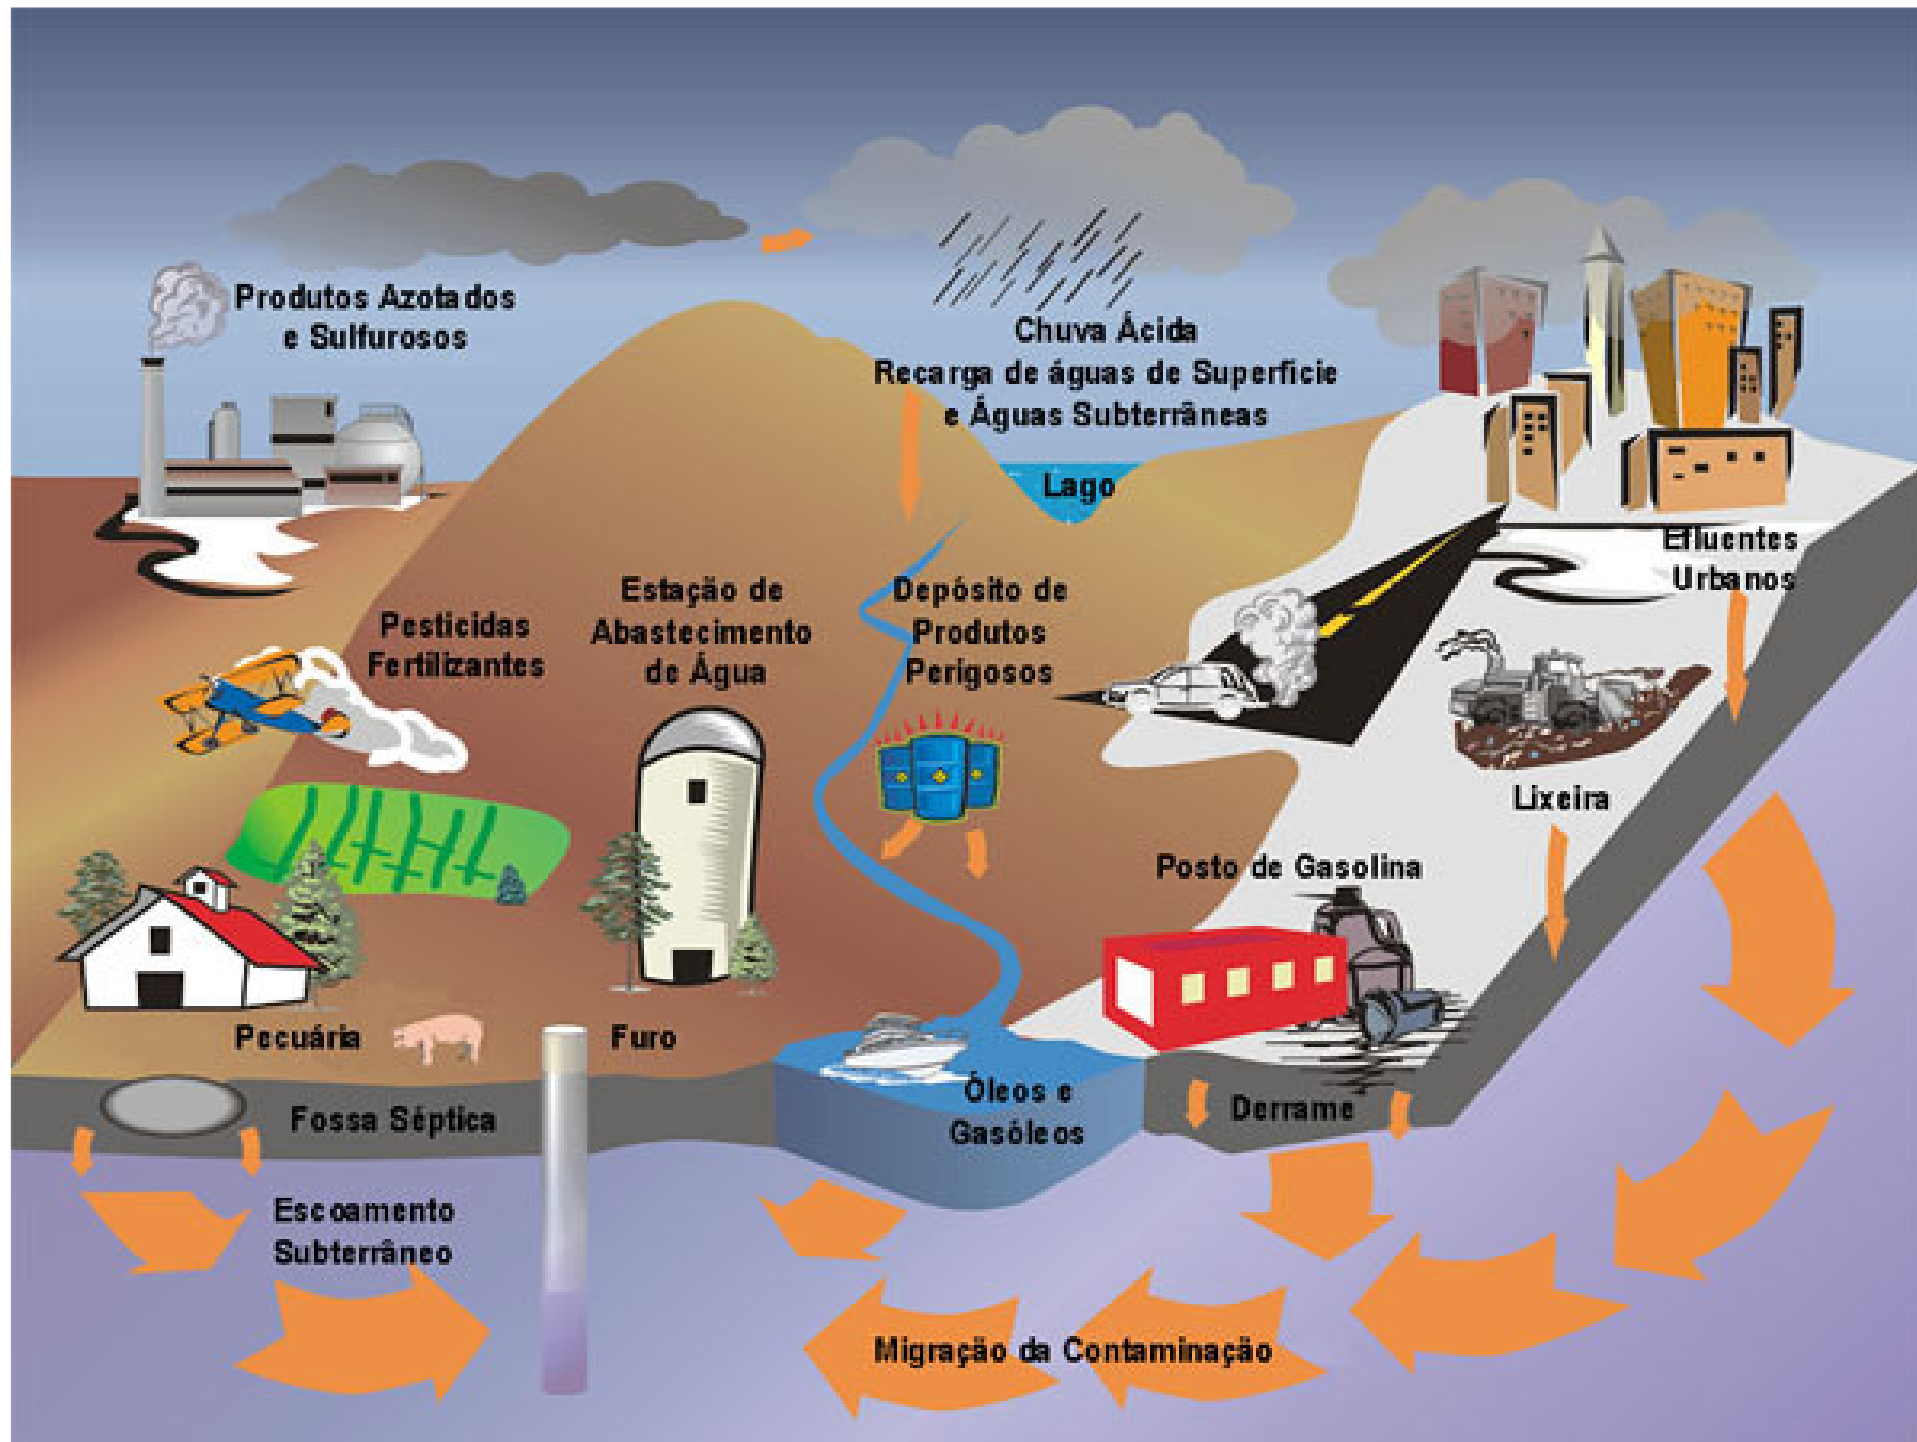 Produtos Azotados
e Sulfurosos
Chuva Ácida
Recarga de águas de Superfície
e Águas Subterrâneas
Lago
Efluentes
Urbanos
Pesticidas
Fertilizantes
Estação de
Abastecimento
de Água
Depósito de
Produtos
Perigosos
Lixeira
Posto de Gasolina
Pecuária
Furo
Óleos e
Gasóleos
Derrame
Fossa Séptica
Escoamento
Subterrâneo
Migração da Contaminação